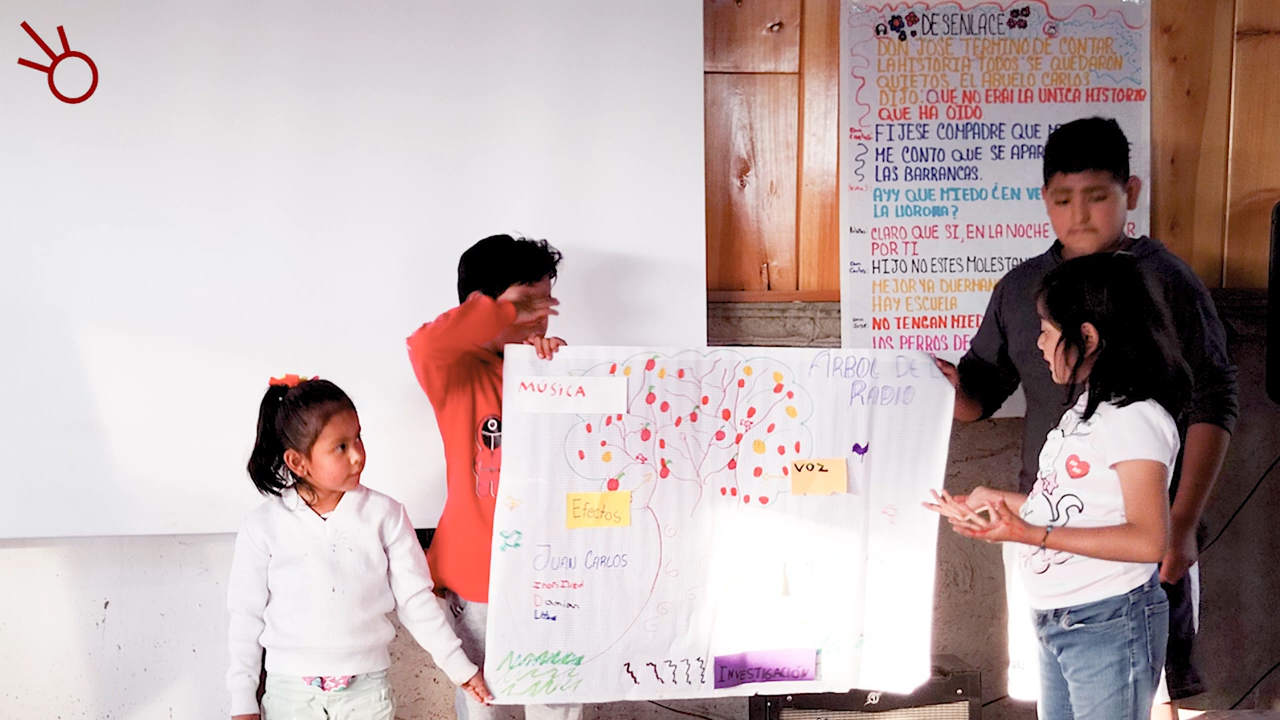 DESENLACE
DON JOSE TERMINO DE CONTAR
LA HISTORIA TODOS SE QUEDARON
QUIETOS. EL ABUELO CARLOS
DIJO: QUE NO ERAI LA UNICA HISTORIA
QUE HA OIDO
FIJESE COMPADRE QUE
ME CONTO QUE SE APAR
LAS BARRANCAS.
AYY QUE MIEDO ¿EN VE
LA LLORONA?
CLARO QUE SI, EN LA NOCHE
POR TI
HIJO NO ESTES MOLESTAN
MEJOR YA DUERMAN
HAY ESCUELA
NO TENGAN MIED
LOS PERROS DE
ARBOL DE L
RADIO
MÚSICA
VOZ
Efectos
JUAN CARLOS
Damian
INVESTIGACIÓN